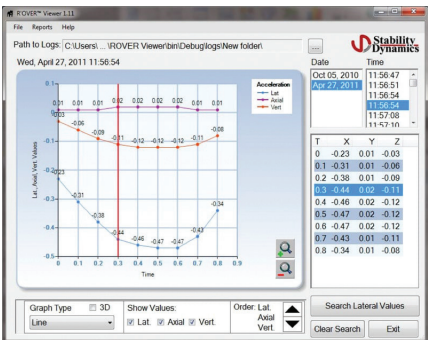 R'OVER™ Viewer 1.11
File Reports Help
Path to Logs: C:\Users\ ... \ROVER Viewer\bin\Debug\logs\New folder\
...
Stability Dynamics
Wed, April 27, 2011 11:56:54
Date Time
Oct 05, 2010 11:56:47
Apr 27, 2011 11:56:51
11:56:54
11:56:54
11:57:08
11:57:10
0.1
0
-0.1
-0.2
-0.3
-0.4
-0.5
Lat., Axial, Vert. Values
0.01 0.01 0.01 0.02 0.02 0.02 0.02 0.01 0.01
-0.03 -0.06 -0.09 -0.11 -0.12 -0.12 -0.12 -0.11 -0.08
-0.23 -0.31 -0.38 -0.44 -0.46 -0.47 -0.47 -0.43 -0.34
0 0.1 0.2 0.3 0.4 0.5 0.6 0.7 0.8 0.9
Time
Acceleration
Lat
Axial
Vert
T X Y Z
0 -0.23 0.01 -0.03
0.1 -0.31 0.01 -0.06
0.2 -0.38 0.01 -0.09
0.3 -0.44 0.02 -0.11
0.4 -0.46 0.02 -0.12
0.5 -0.47 0.02 -0.12
0.6 -0.47 0.02 -0.12
0.7 -0.43 0.01 -0.11
0.8 -0.34 0.01 -0.08
Graph Type 3D
Line
Show Values:
Lat. Axial Vert.
Order: Lat.
Axial
Vert.
Search Lateral Values
Clear Search Exit